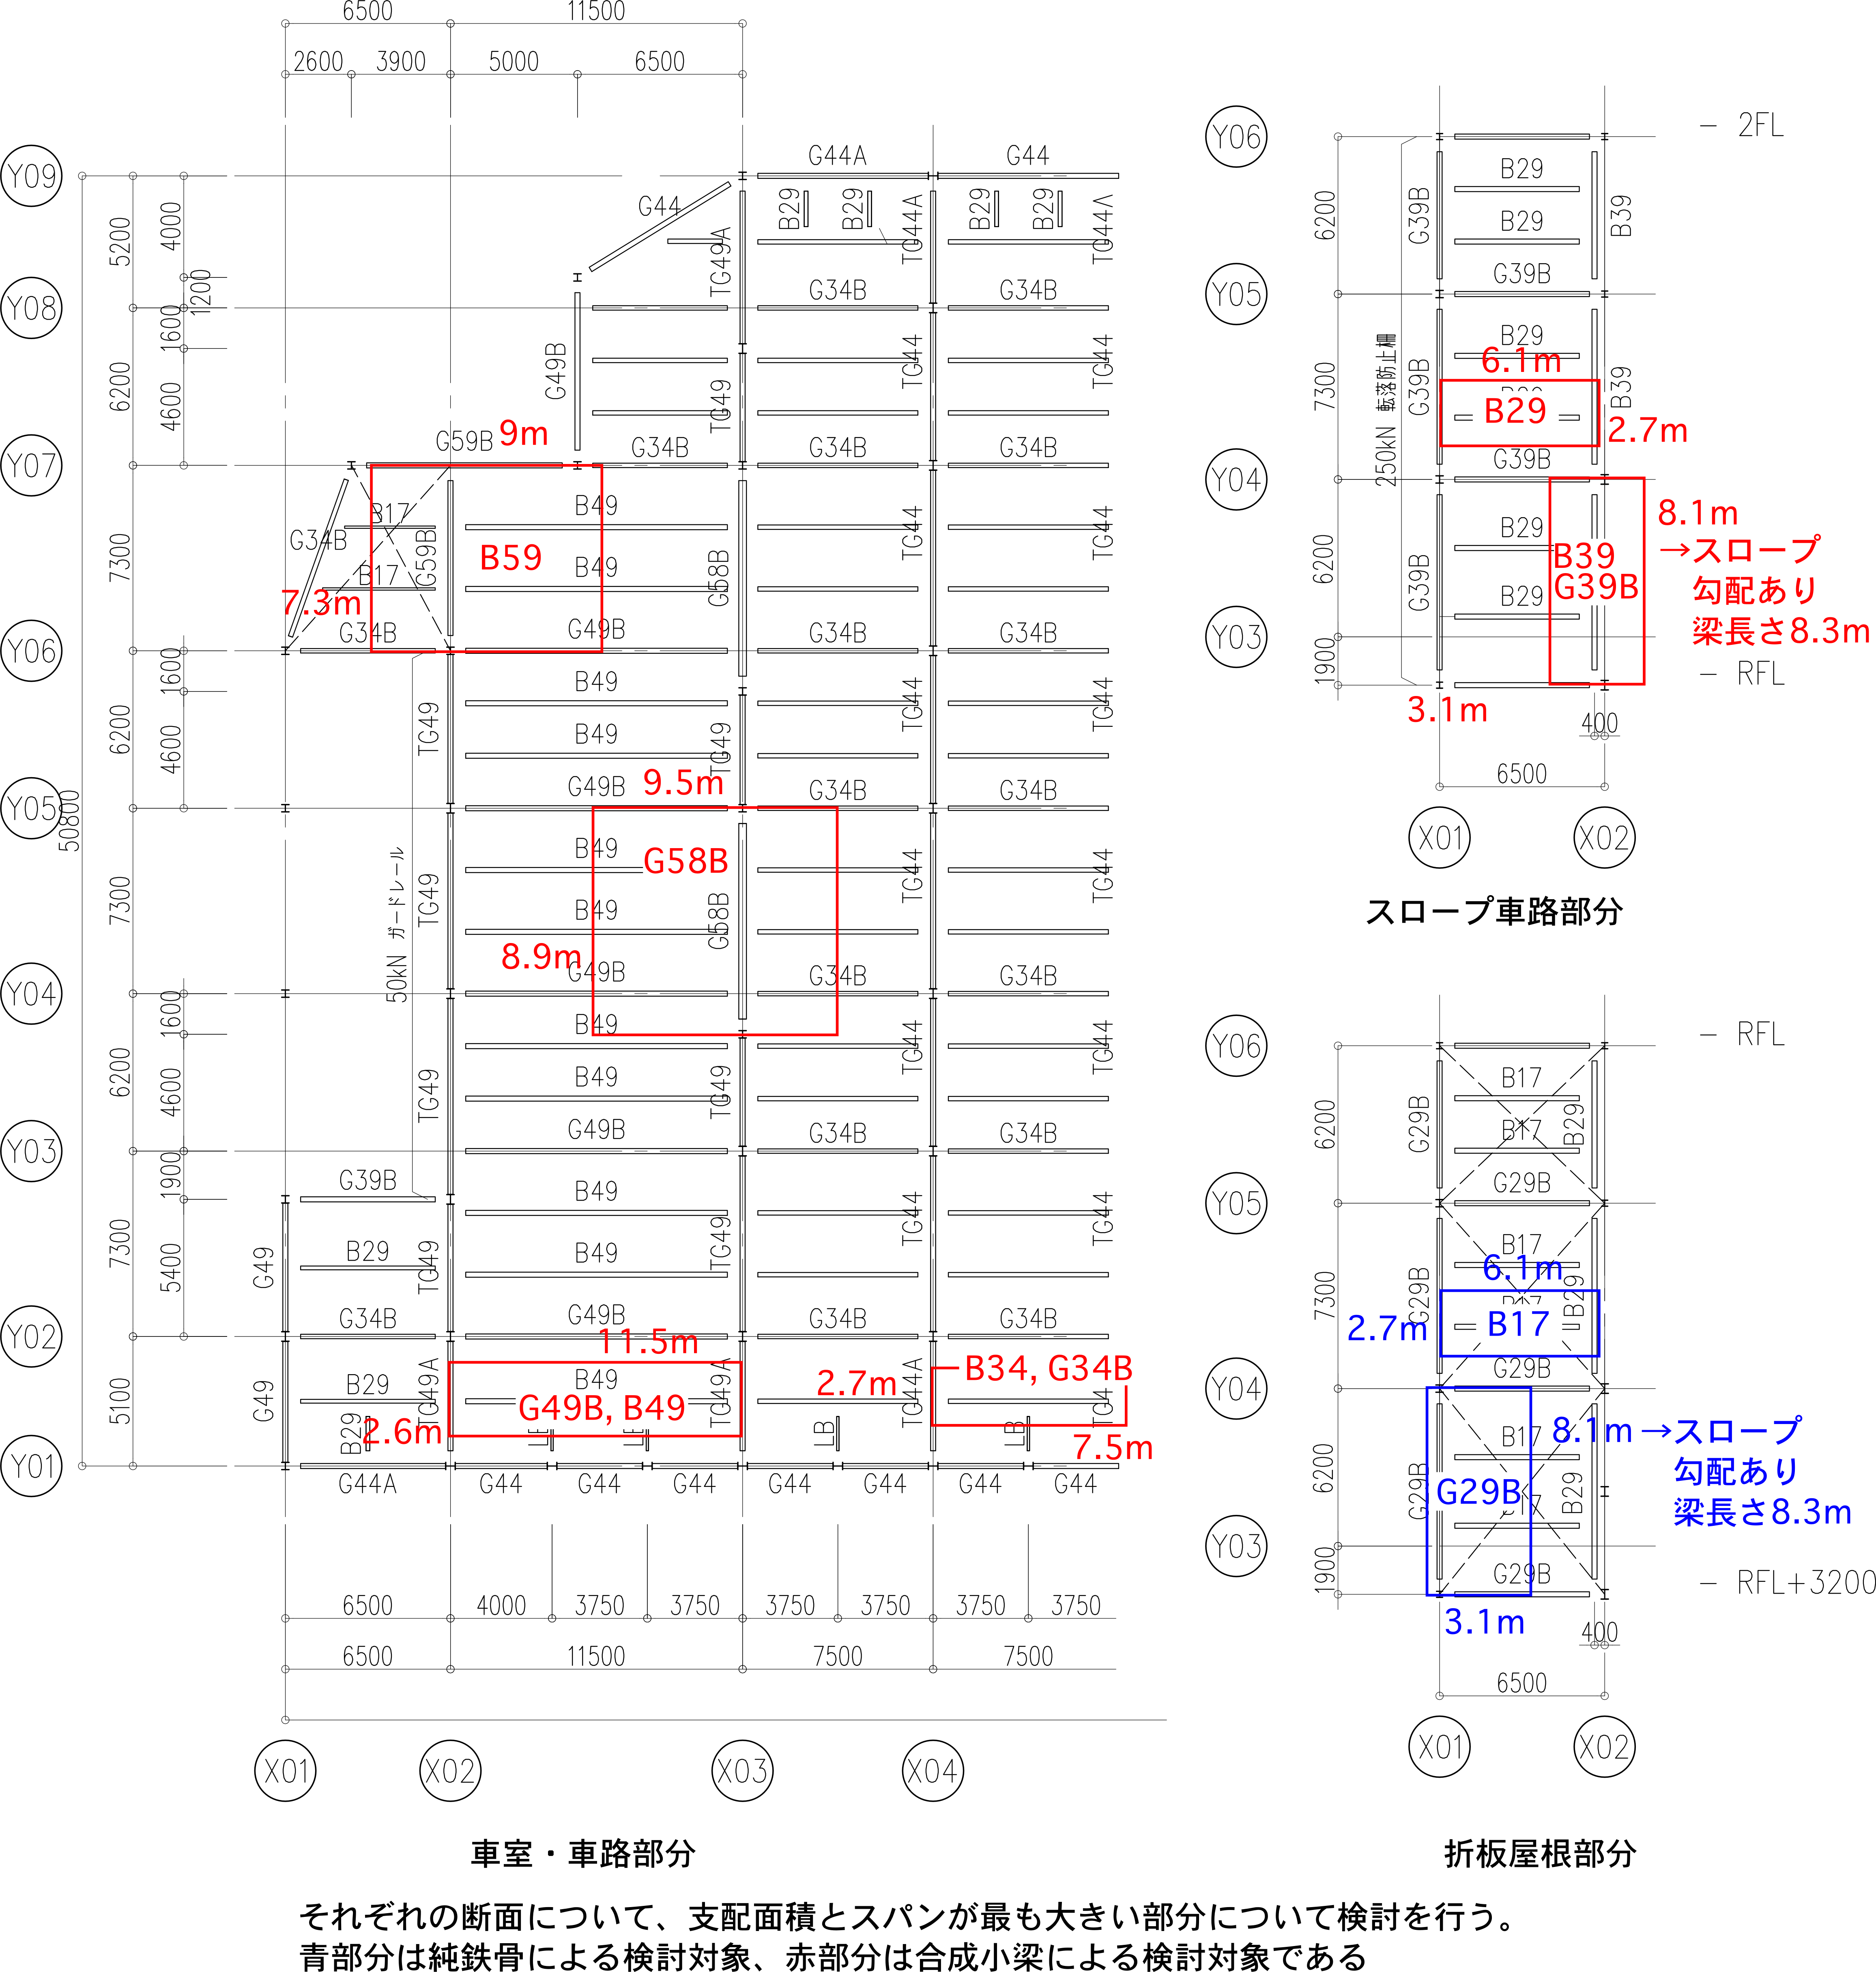 6500 11500
2600 3900 5000 6500
Y09
Y08
Y07
Y06
Y05
Y04
Y03
Y02
Y01
50800
5200
6200
7300
6200
7300
6200
7300
5100
4000
1200
1600
4600
1600
4600
1600
4600
1900
5400
G44A G44
G44
B29 B29 B29 B29
TG49A TG44A TG44A
G34B G34B
G49B TG49 TG44 TG44
G59B 9m G34B G34B G34B
B17 B49
G34B G59B B59 G58B TG44 TG44
B17 B49
7.3m
G34B G49B G34B G34B
B49
TG49 TG49 TG44 TG44
B49
9.5m
G49B G34B G34B
B49 G58B
50kN ガードレール
TG49 G58B TG44 TG44
B49
8.9m
G49B G34B G34B
B49
TG49 TG49 TG44 TG44
B49
G49B G34B G34B
G39B B49
G49 B29 TG49 B49 TG49 TG44 TG44
G34B G49B G34B G34B
11.5m
B34, G34B
G49 B29 TG49A B49 TG49A 2.7m TG44A TG44
G49B, B49
2.6m B29 LB LB LB LB 7.5m
G44A G44 G44 G44 G44 G44 G44 G44
6500 4000 3750 3750 3750 3750 3750 3750
6500 11500 7500 7500
X01 X02 X03 X04
車室・車路部分
Y06 - 2FL
6200 G39B B29 B39
B29
Y05 G39B
7300 250kN 転落防止柵 G39B B29 B39
6.1m
B29
2.7m
Y04 G39B
6200 G39B B29 B39
G39B
8.1m
→スロープ
勾配あり
梁長さ8.3m
B29
Y03
1900 - RFL
3.1m
400
6500
X01 X02
スロープ車路部分
Y06 - RFL
6200 G29B B17 B29
B17
Y05 G29B
7300 G29B B17 B29
6.1m
2.7m B17
Y04 G29B
6200 G29B B17 B29
8.1m→スロープ
勾配あり
梁長さ8.3m
G29B
B17
Y03
1900 G29B - RFL+3200
3.1m
400
6500
X01 X02
折板屋根部分
それぞれの断面について、支配面積とスパンが最も大きい部分について検討を行う。
青部分は純鉄骨による検討対象、赤部分は合成小梁による検討対象である